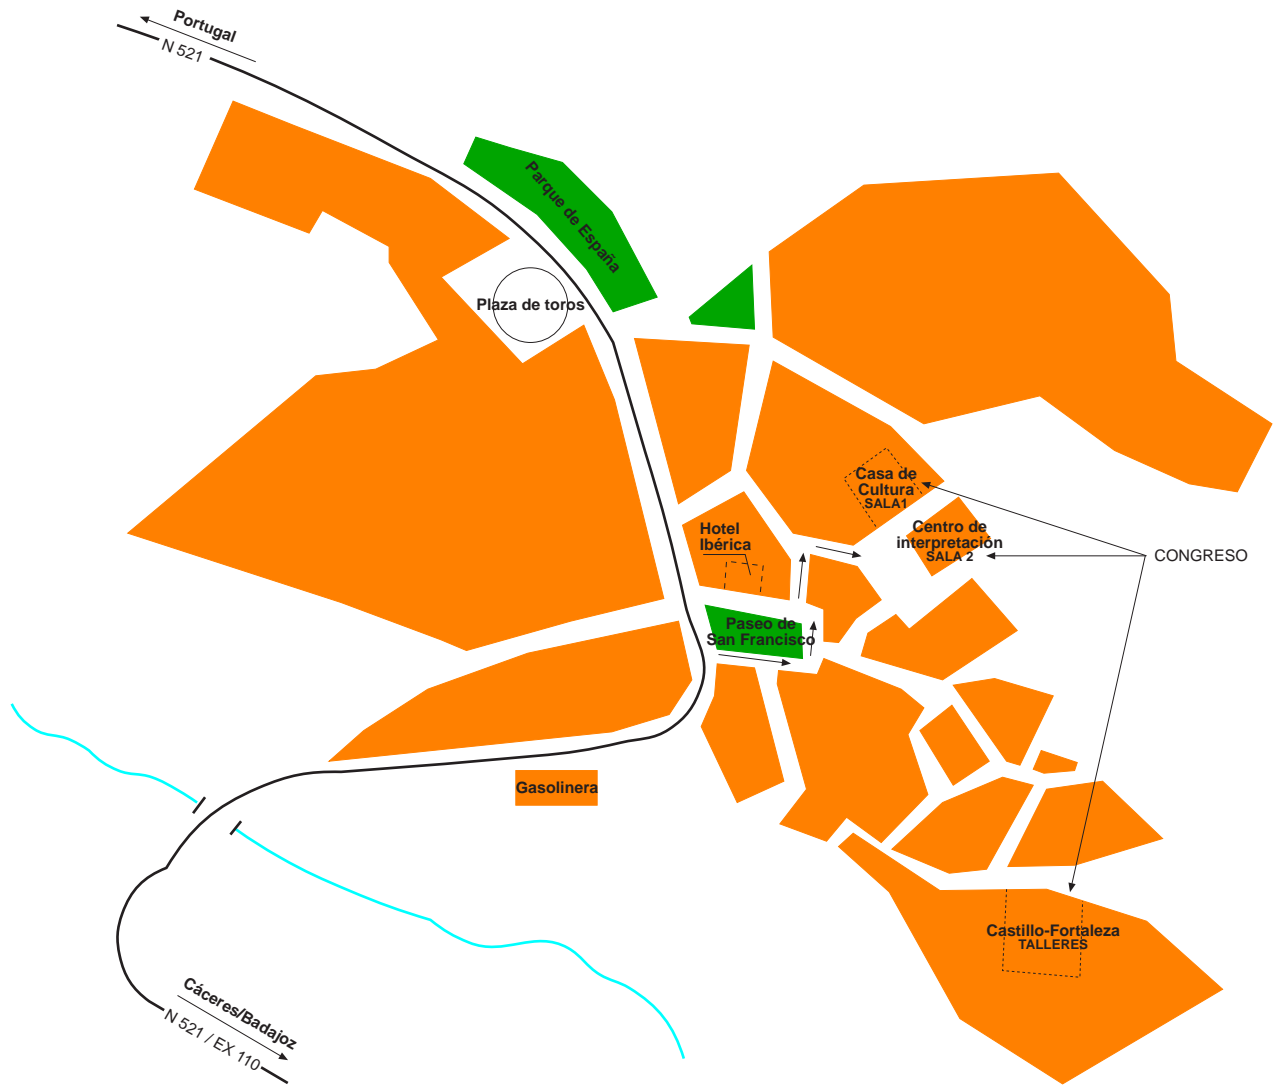 Portugal
N 521
Parque de España
Plaza de toros
Casa de
Cultura
SALA1
Hotel
Ibérica
Centro de
interpretación
SALA 2
CONGRESO
Paseo de
San Francisco
Gasolinera
Castillo-Fortaleza
TALLERES
Cáceres/Badajoz
N 521 / EX 110